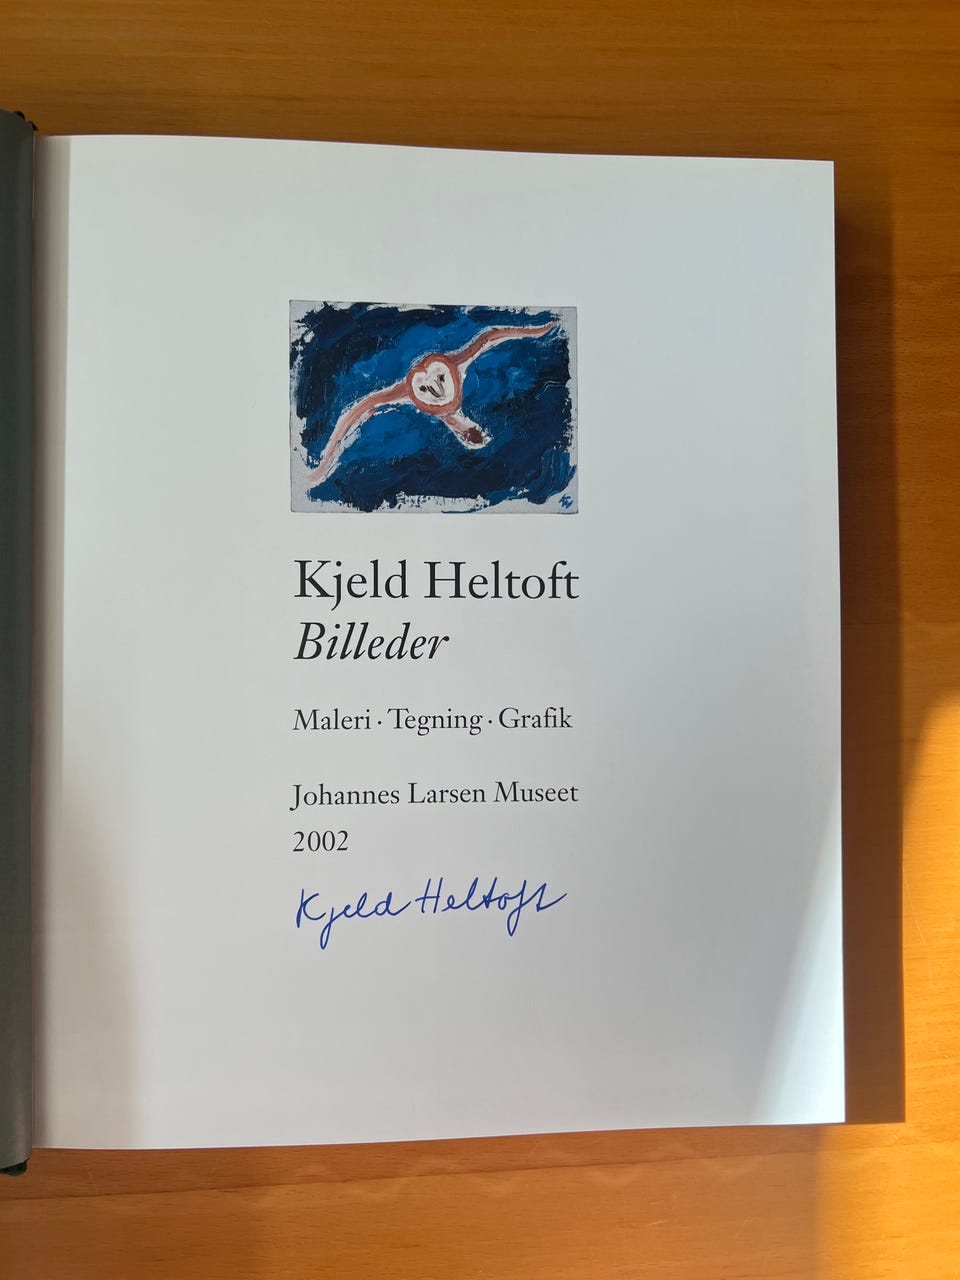 Kjeld Heltoft
Billeder
Maleri · Tegning · Grafik
Johannes Larsen Museet
2002
Kjeld Heltoft